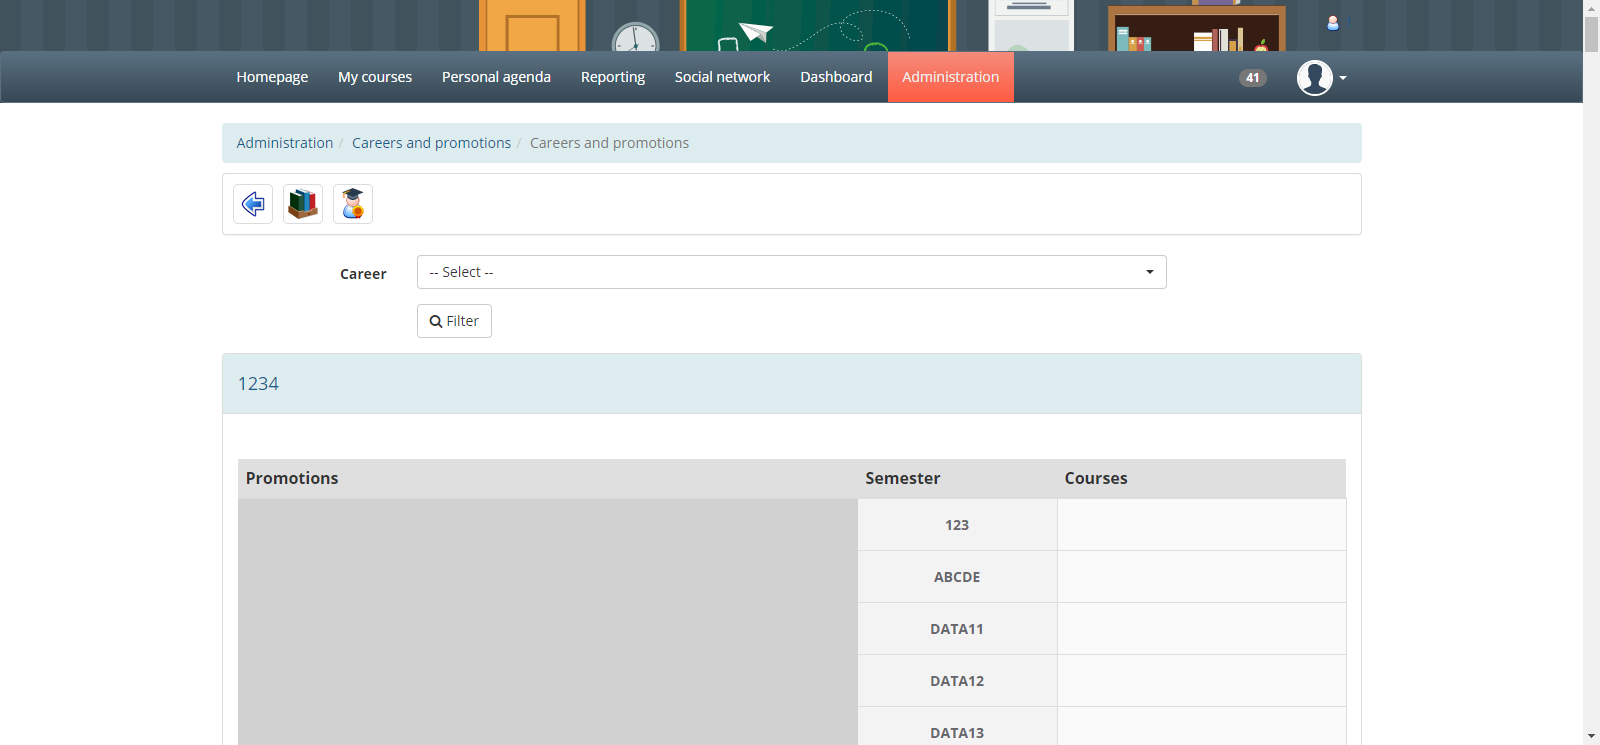 Homepage
My courses
Personal agenda
Reporting
Social network
Dashboard
Administration
41
Administration / Careers and promotions / Careers and promotions
Career
-- Select --
Filter
1234
Promotions Semester Courses
123
ABCDE
DATA11
DATA12
DATA13